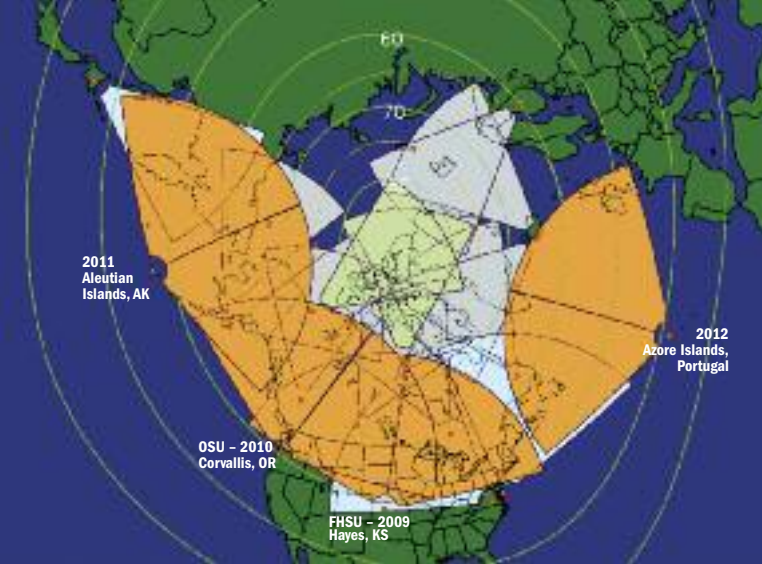 60
70
2011
Aleutian
Islands, AK
2012
Azore Islands,
Portugal
OSU – 2010
Corvallis, OR
FHSU – 2009
Hayes, KS